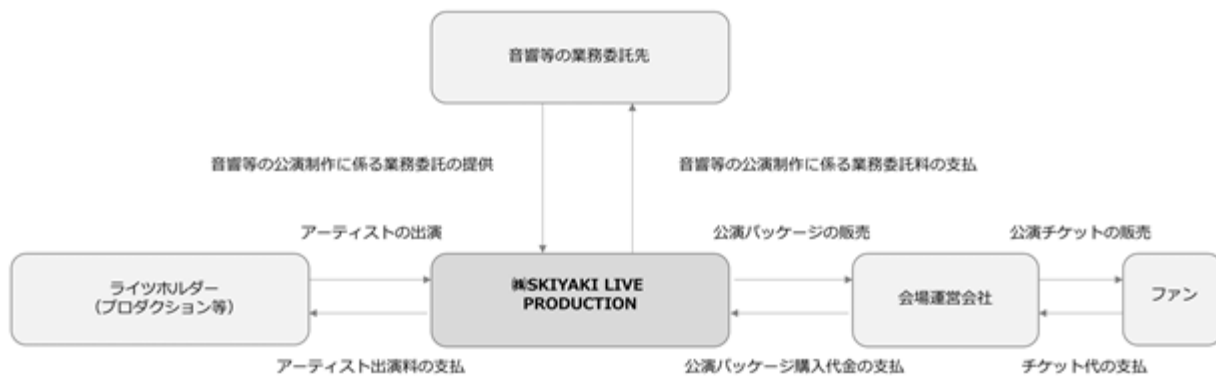 音響等の業務委託先
音響等の公演制作に係る業務委託の提供
音響等の公演制作に係る業務委託料の支払
アーティストの出演
公演パッケージの販売
公演チケットの販売
ライツホルダー
（プロダクション等）
㈱SKIYAKI LIVE
PRODUCTION
会場運営会社
ファン
アーティスト出演料の支払
公演パッケージ購入代金の支払
チケット代の支払